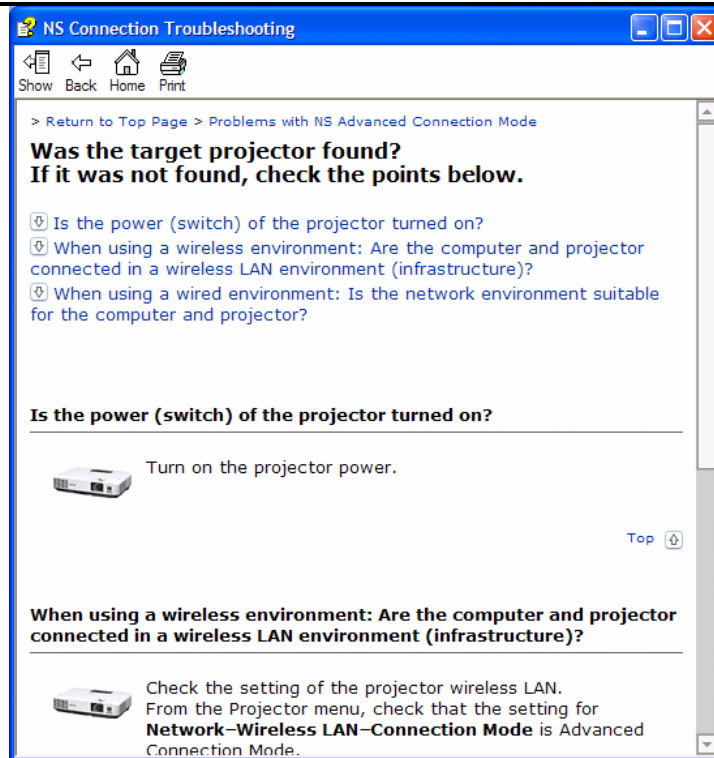 NS Connection Troubleshooting
Show Back Home Print
> Return to Top Page > Problems with NS Advanced Connection Mode
Was the target projector found?
If it was not found, check the points below.
Is the power (switch) of the projector turned on?
When using a wireless environment: Are the computer and projector
connected in a wireless LAN environment (infrastructure)?
When using a wired environment: Is the network environment suitable
for the computer and projector?
Is the power (switch) of the projector turned on?
Turn on the projector power.
Top
When using a wireless environment: Are the computer and projector
connected in a wireless LAN environment (infrastructure)?
Check the setting of the projector wireless LAN.
From the Projector menu, check that the setting for
Network–Wireless LAN–Connection Mode is Advanced
Connection Mode.